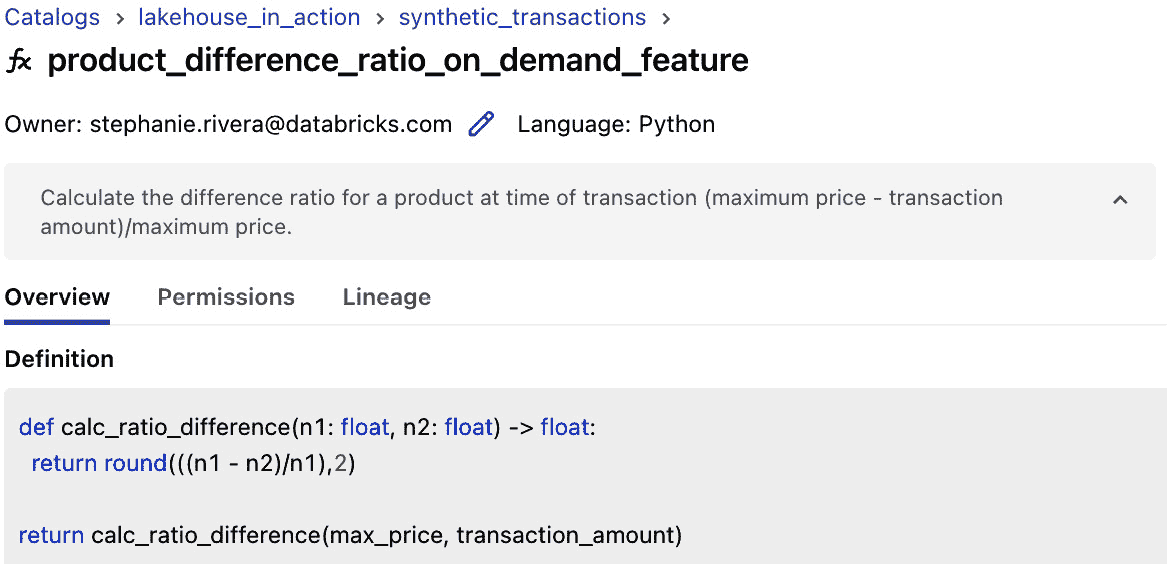 Catalogs > lakehouse_in_action > synthetic_transactions >
fx product_difference_ratio_on_demand_feature
Owner: stephanie.rivera@databricks.com Language: Python
Calculate the difference ratio for a product at time of transaction (maximum price - transaction
amount)/maximum price.
Overview Permissions Lineage
Definition
def calc_ratio_difference(n1: float, n2: float) -> float:
return round(((n1 - n2)/n1),2)
return calc_ratio_difference(max_price, transaction_amount)